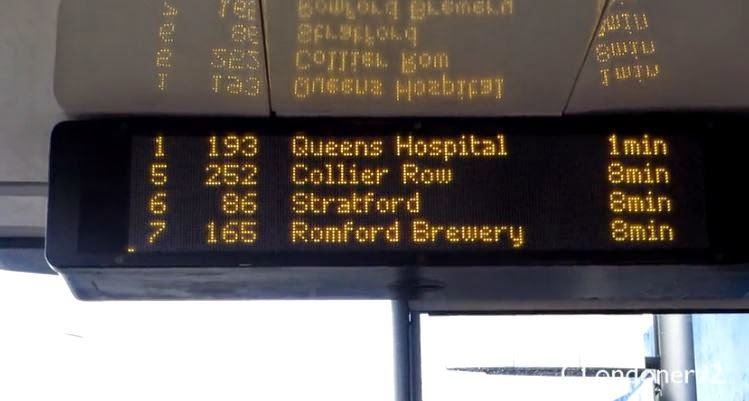 1 193 Queens Hospital 1min
5 252 Collier Row 8min
6 86 Stratford 8min
7 165 Romford Brewery 8min